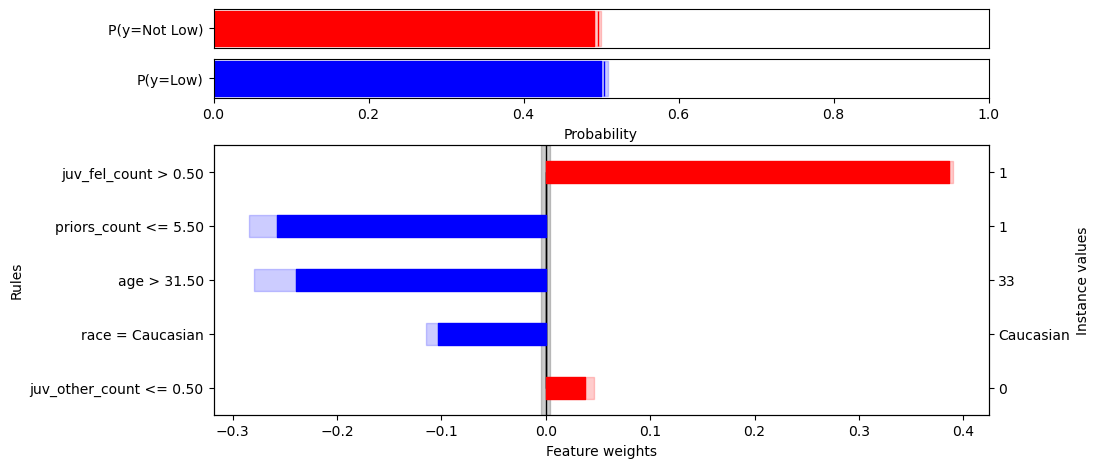 P(y=Not Low)
P(y=Low)
0.0 0.2 0.4 0.6 0.8 1.0
Probability
juv_fel_count > 0.50 1
priors_count <= 5.50 1
age > 31.50 33
race = Caucasian Caucasian
juv_other_count <= 0.50 0
Rules
Instance values
−0.3 −0.2 −0.1 0.0 0.1 0.2 0.3 0.4
Feature weights